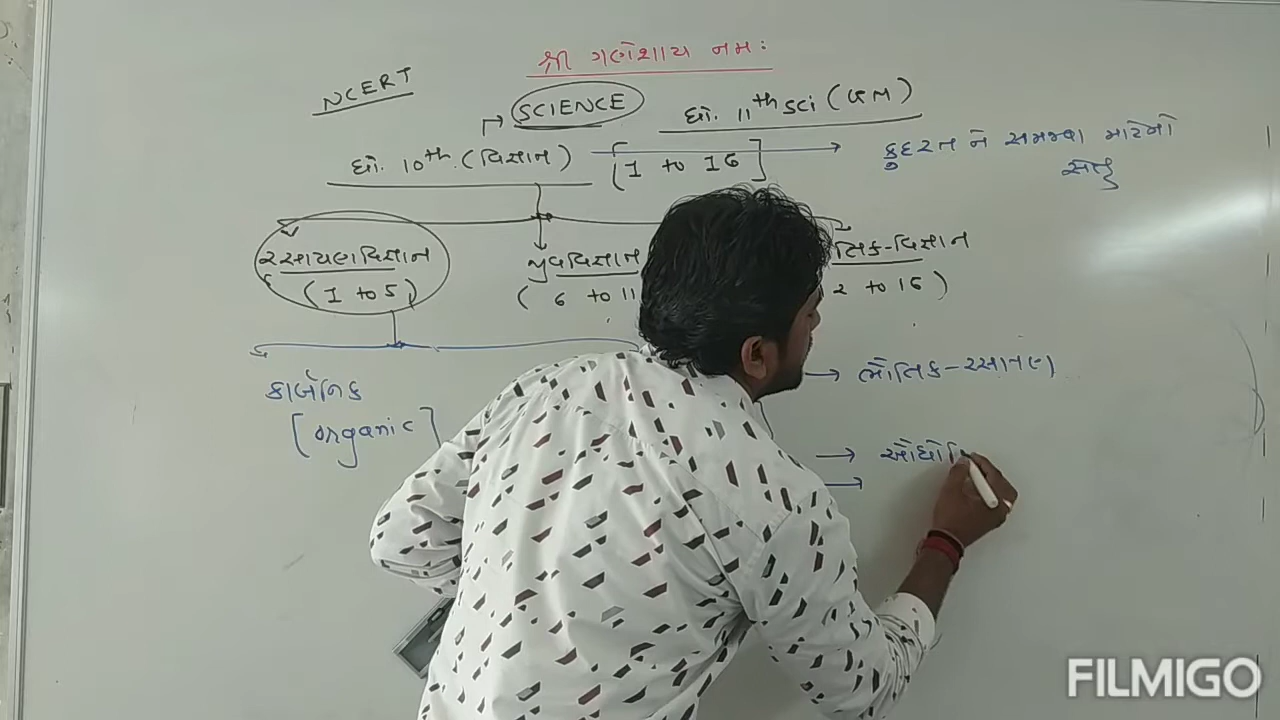 શ્રી ગણેશાય નમઃ
NCERT
SCIENCE
ધો. 11th sci (GM)
ધો. 10th (વિજ્ઞાન)
[1 to 16]
કુદરત ને સમજવા માટેનો
રસાયણવિજ્ઞાન
(1 to 5)
જીવવિજ્ઞાન
(6 to 11
તિક-વિજ્ઞાન
2 to 16)
કાર્બનિક
[organic]
ભૌતિક-રસાયણ
ઔધોિ
FILMIGO